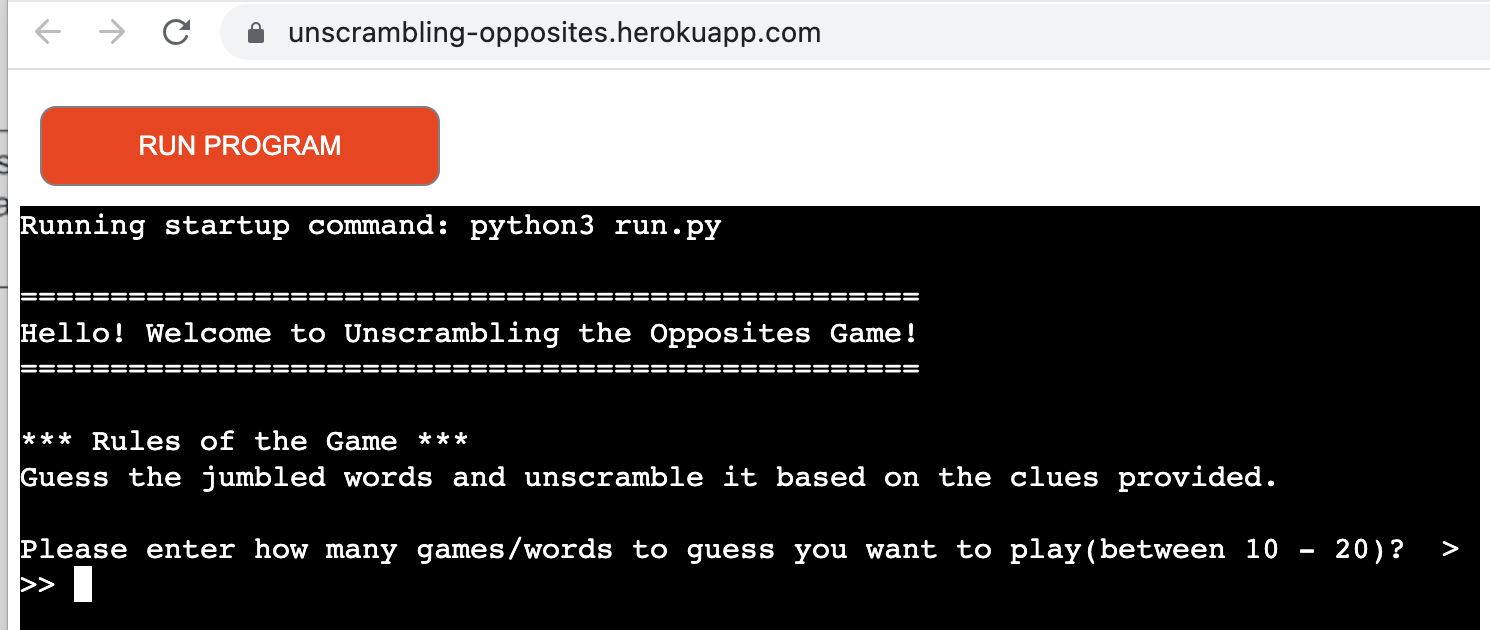 unscrambling-opposites.herokuapp.com
RUN PROGRAM
Running startup command: python3 run.py
==================================================
Hello! Welcome to Unscrambling the Opposites Game!
==================================================
*** Rules of the Game ***
Guess the jumbled words and unscramble it based on the clues provided.
Please enter how many games/words to guess you want to play(between 10 - 20)?  >
>>